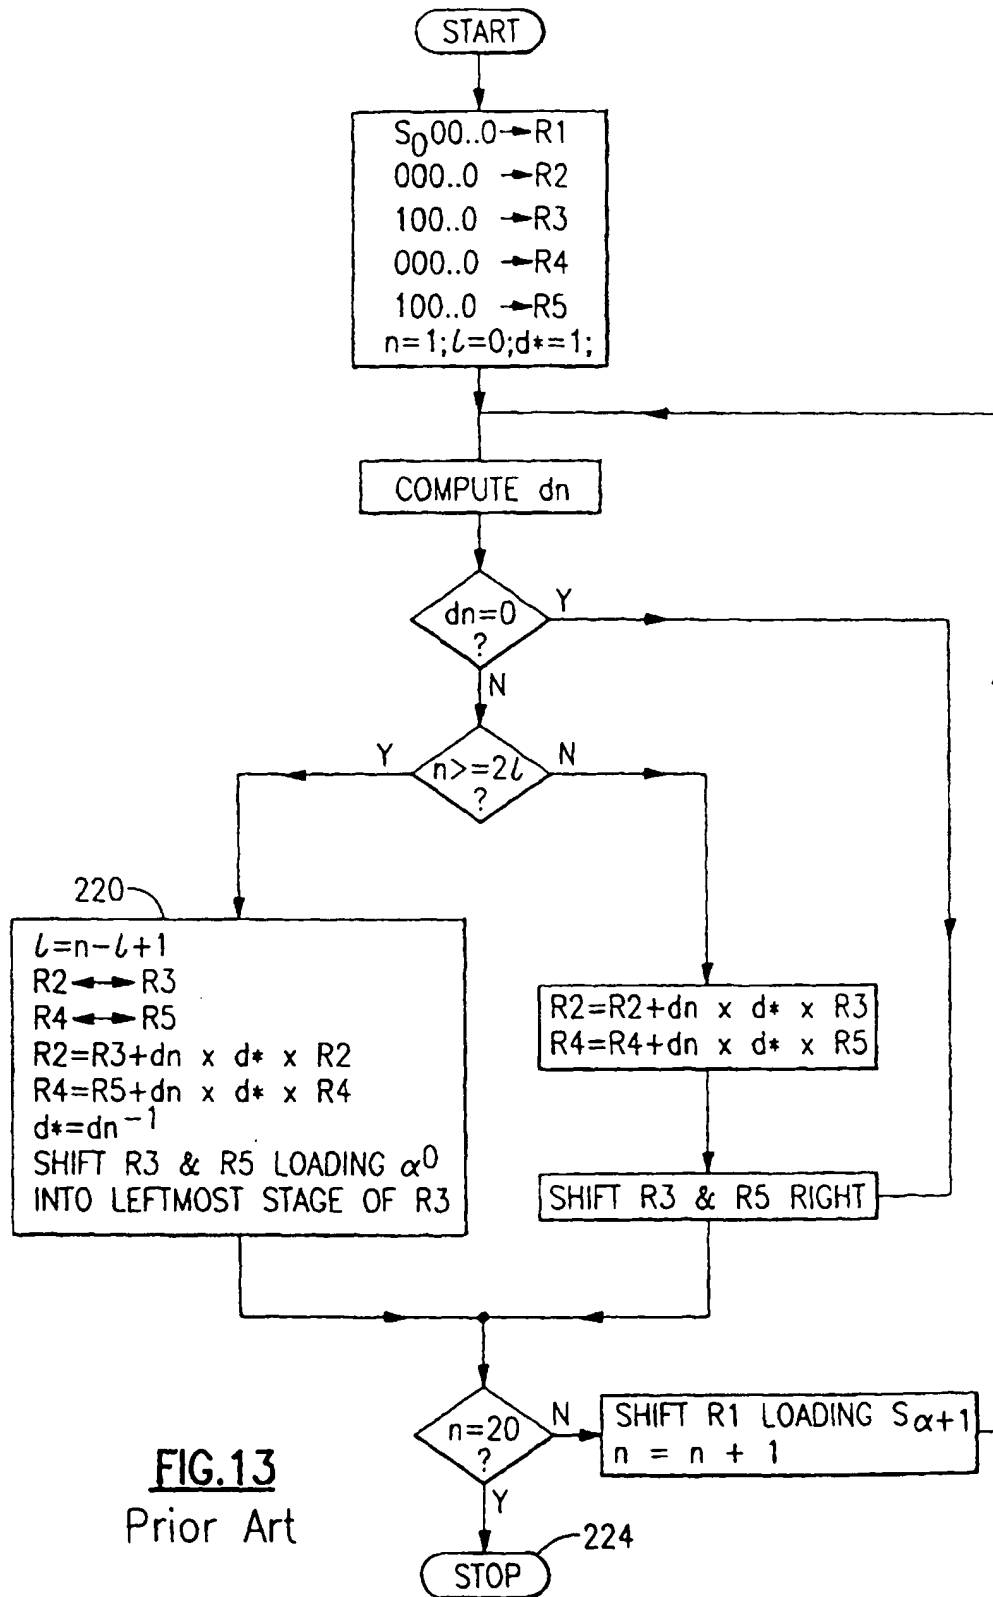 START
S₀00..0→R1
000..0 →R2
100..0 →R3
000..0 →R4
100..0 →R5
n=1;l=0;d*=1;
COMPUTE dn
dn=0
?
Y
N
n>=2l
?
Y
N
220
l=n-l+1
R2↔R3
R4↔R5
R2=R3+dn x d* x R2
R4=R5+dn x d* x R4
d*=dn⁻¹
SHIFT R3 & R5 LOADING α⁰
INTO LEFTMOST STAGE OF R3
R2=R2+dn x d* x R3
R4=R4+dn x d* x R5
SHIFT R3 & R5 RIGHT
n=20
?
N
Y
SHIFT R1 LOADING Sα+1
n = n + 1
FIG.13
Prior Art
STOP
224